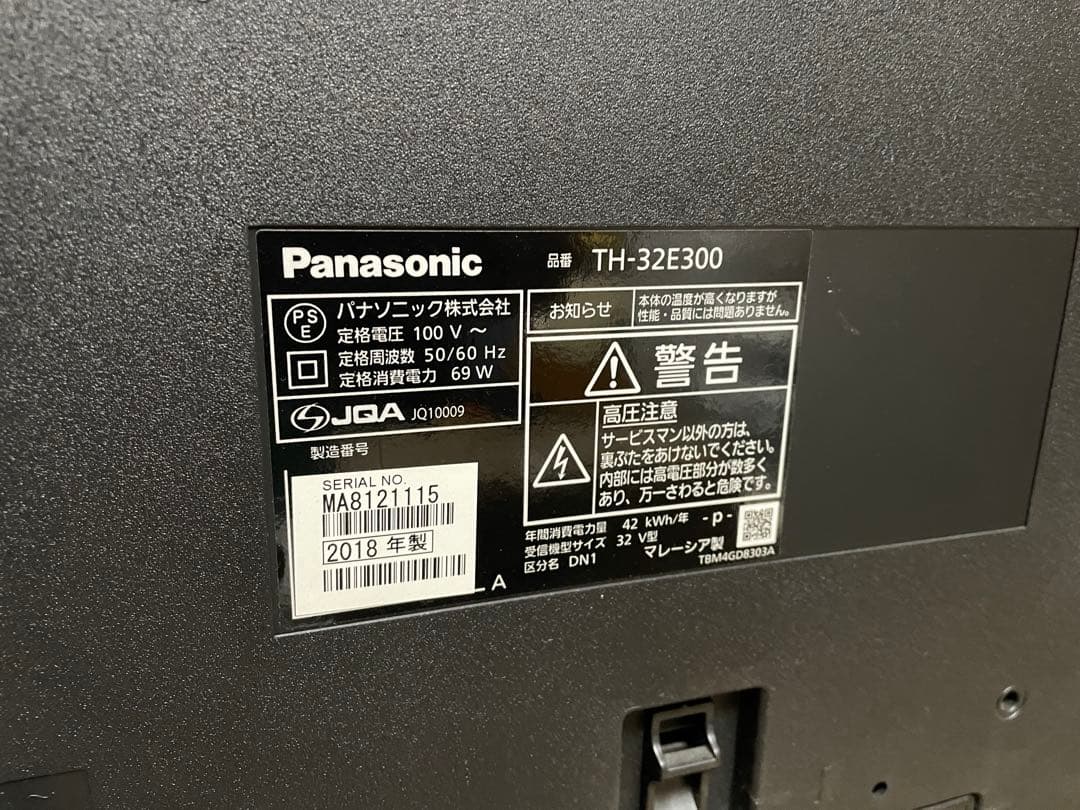 Panasonic
品番 TH-32E300
PS
E
パナソニック株式会社
定格電圧 100 V ～
定格周波数 50/60 Hz
定格消費電力 69 W
JQA JQ10009
製造番号
SERIAL NO.
MA8121115
2018 年製
A
お知らせ
本体の温度が高くなりますが
性能・品質には問題ありません。
警告
高圧注意
サービスマン以外の方は、
裏ぶたをあけないでください。
内部には高電圧部分が数多く
あり、万一さわると危険です。
年間消費電力量 42 kWh/年 -p-
受信機型サイズ 32 V型
区分名 DN1
マレーシア製
TBM4GD8303A